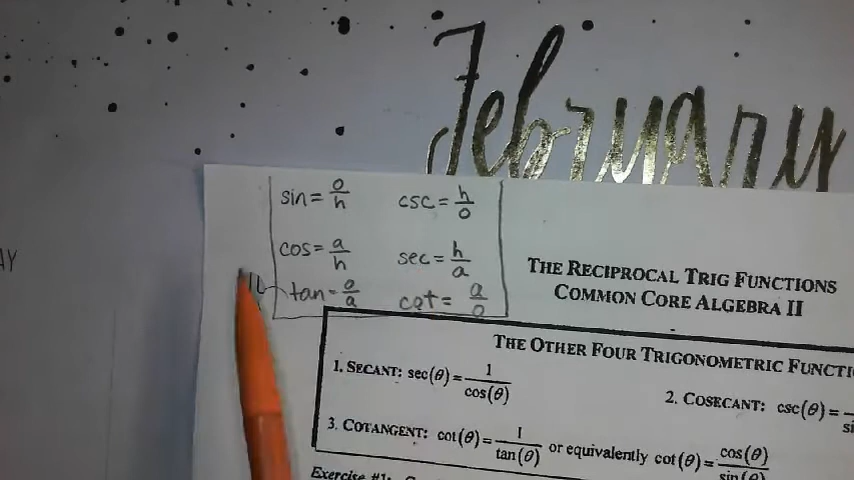 February
AY
sin = o/h csc = h/o
cos = a/h sec = h/a
tan = o/a cot = a/o
THE RECIPROCAL TRIG FUNCTIONS
COMMON CORE ALGEBRA II
THE OTHER FOUR TRIGONOMETRIC
1. SECANT: sec(θ) = 1/cos(θ)
2. COSECANT: csc(θ) =
3. COTANGENT: cot(θ) = 1/tan(θ) or equivalently cot(θ) = cos(θ)/sin(θ)
Exercise #1: